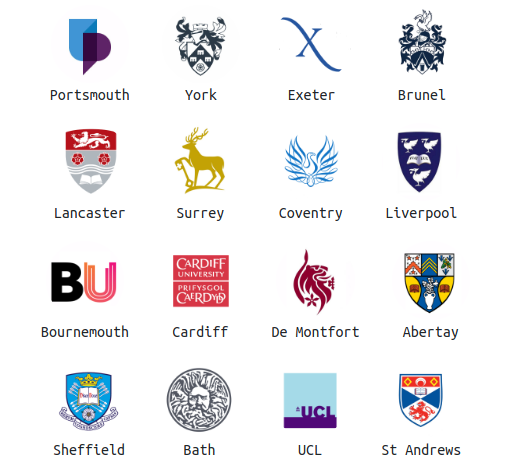 Portsmouth York Exeter Brunel
Lancaster Surrey Coventry Liverpool
BU
CARDIFF
UNIVERSITY
PRIFYSGOL
CAERDYDD
Bournemouth Cardiff De Montfort Abertay
UCL
Sheffield Bath UCL St Andrews